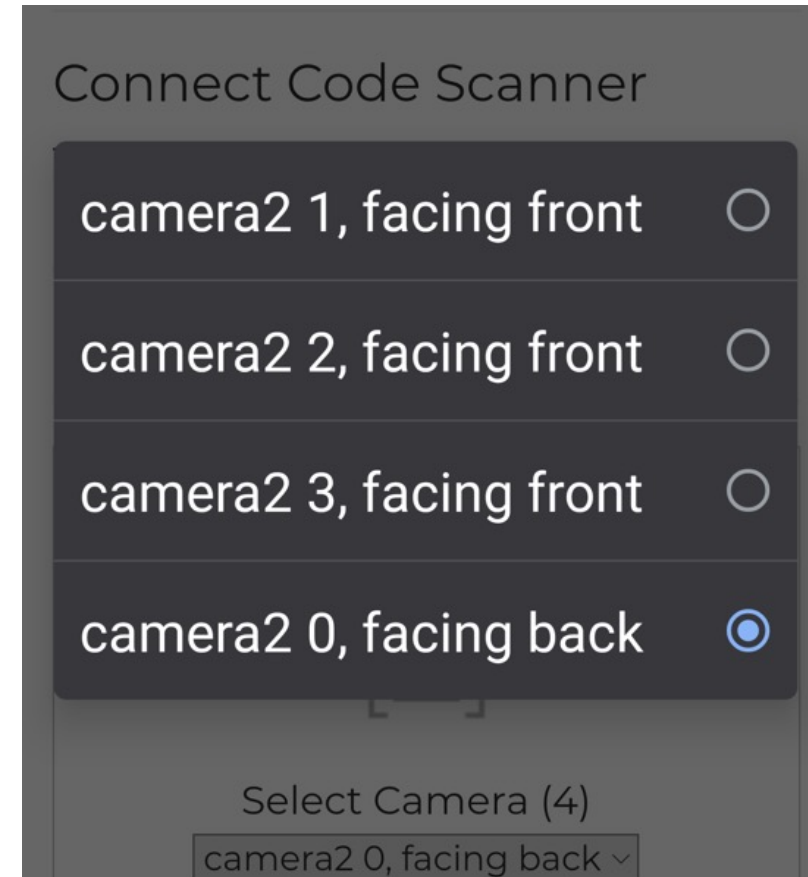 Connect Code Scanner
camera2 1, facing front
camera2 2, facing front
camera2 3, facing front
camera2 0, facing back
Select Camera (4)
camera2 0, facing back